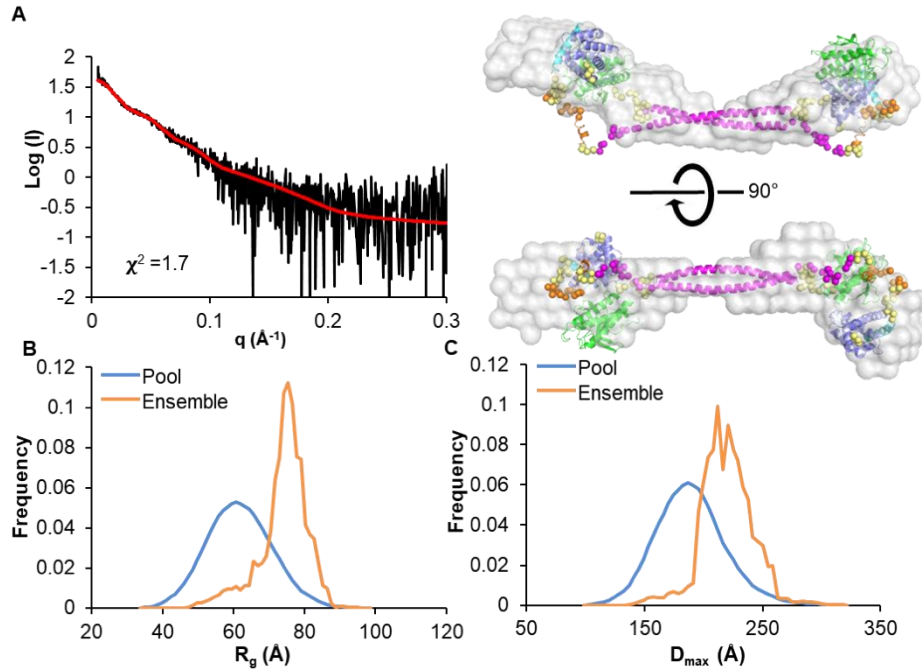 A
2
1.5
1
0.5
0
-0.5
-1
-1.5
-2
Log (I)
χ² =1.7
0
0.1
0.2
0.3
q (Å⁻¹)
90°
B
Pool
Ensemble
0.12
0.1
0.08
0.06
0.04
0.02
0
Frequency
20
40
60
80
100
120
Rg (Å)
C
Pool
Ensemble
0.12
0.1
0.08
0.06
0.04
0.02
0
Frequency
50
150
250
350
Dmax (Å)